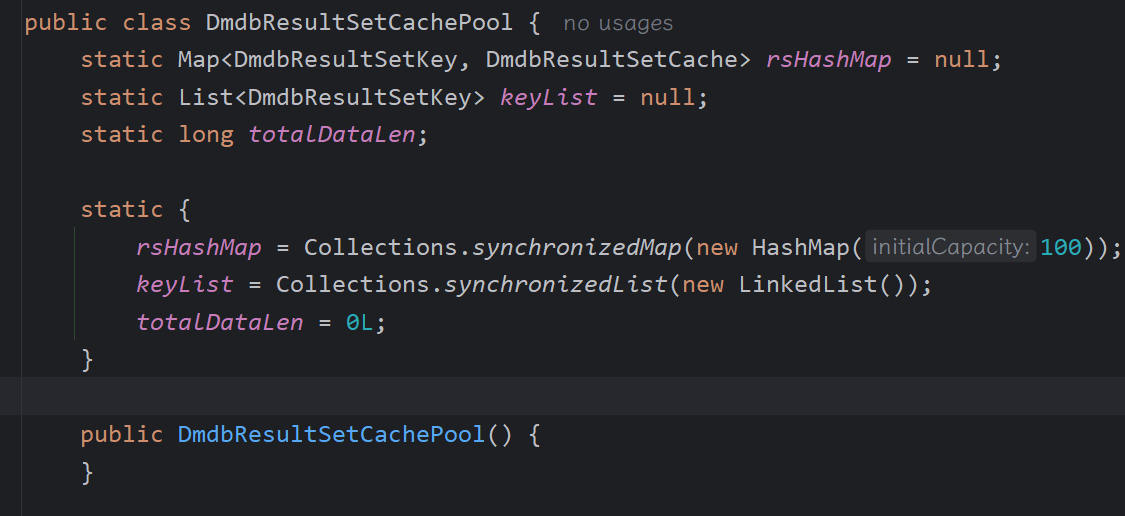 public class DmdbResultSetCachePool {  no usages
    static Map<DmdbResultSetKey, DmdbResultSetCache> rsHashMap = null;
    static List<DmdbResultSetKey> keyList = null;
    static long totalDataLen;
    static {
        rsHashMap = Collections.synchronizedMap(new HashMap( initialCapacity: 100));
        keyList = Collections.synchronizedList(new LinkedList());
        totalDataLen = 0L;
    }
    public DmdbResultSetCachePool() {
    }